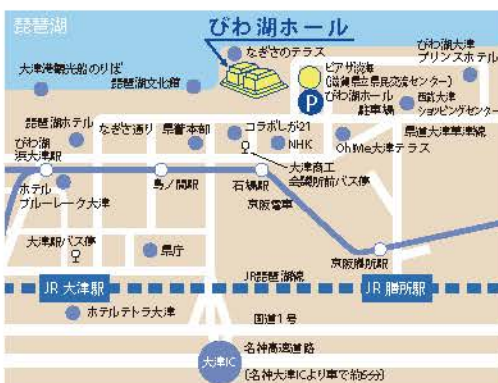 琵琶湖
びわ湖ホール
なぎさのテラス
びわ湖大津
プリンスホテル
大津港観光船のりば
琵琶湖文化館
ピアザ淡海
(滋賀県立県民交流センター)
P
びわ湖ホール
駐車場
西武大津
ショッピングセンター
琵琶湖ホテル
なぎさ通り
県警本部
コラボしが21
NHK
Oh!Me大津テラス
県道大津草津線
びわ湖
浜大津駅
大津商工
会議所前バス停
ホテル
ブルーレーク大津
島ノ関駅
石場駅
京阪電車
大津駅バス停
県庁
京阪膳所駅
JR琵琶湖線
JR 大津駅
JR 膳所駅
ホテルテトラ大津
国道1号
大津IC
名神高速道路
(名神大津ICより車で約5分)